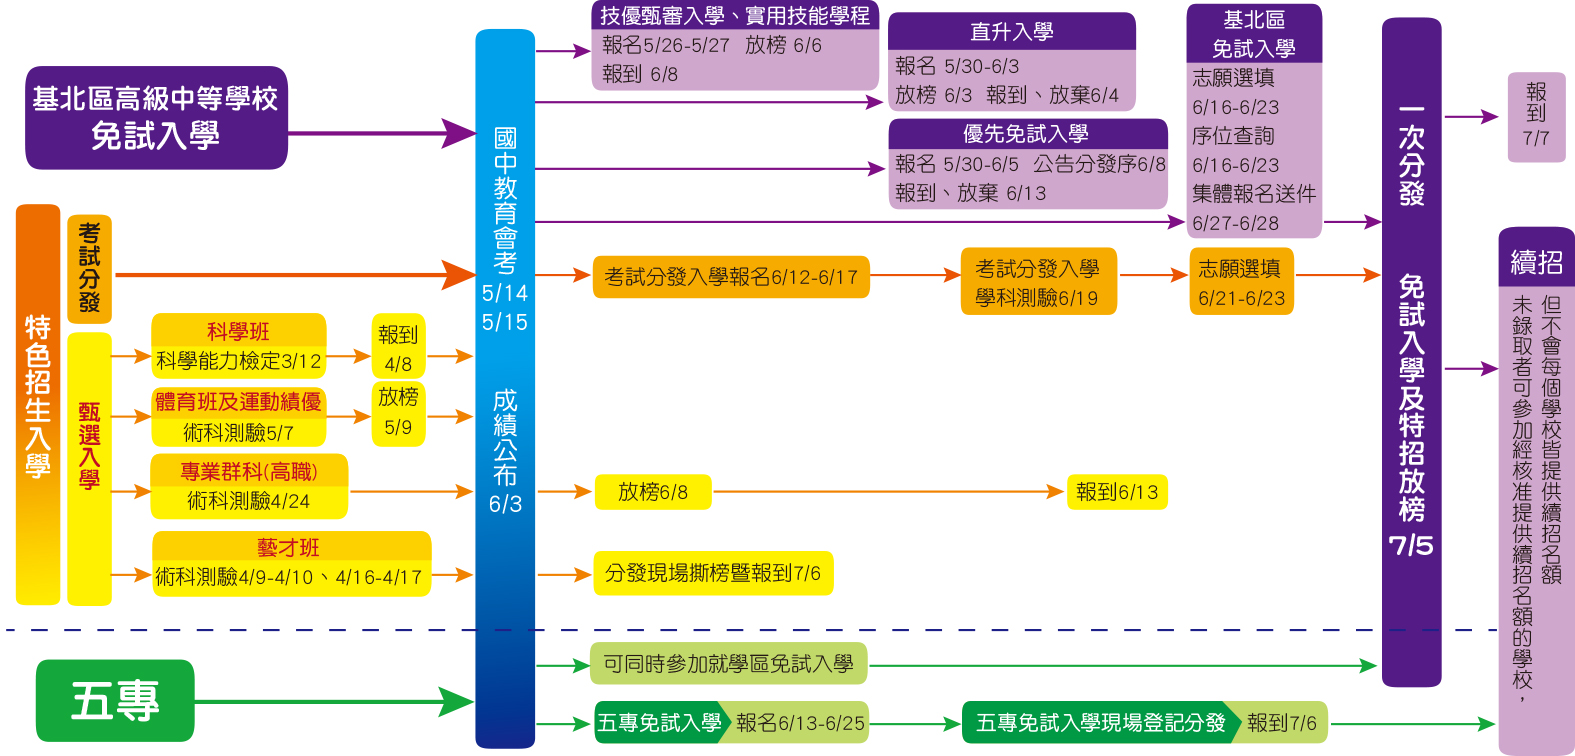 基北區高級中等學校
免試入學
特色招生入學
考試分發
甄選入學
科學班
科學能力檢定3/12
報到
4/8
體育班及運動績優
術科測驗5/7
放榜
5/9
專業群科(高職)
術科測驗4/24
藝才班
術科測驗4/9-4/10、4/16-4/17
五專
國中教育會考
5/14
5/15
成績公布
6/3
技優甄審入學、實用技能學程
報名5/26-5/27 放榜 6/6
報到 6/8
直升入學
報名 5/30-6/3
放榜 6/3 報到、放棄6/4
優先免試入學
報名 5/30-6/5 公告分發序6/8
報到、放棄 6/13
基北區
免試入學
志願選填
6/16-6/23
序位查詢
6/16-6/23
集體報名送件
6/27-6/28
考試分發入學報名6/12-6/17
考試分發入學
學科測驗6/19
志願選填
6/21-6/23
放榜6/8
報到6/13
分發現場撕榜暨報到7/6
可同時參加就學區免試入學
五專免試入學
報名6/13-6/25
五專免試入學現場登記分發
報到7/6
一次分發
免試入學及特招放榜
7/5
報到
7/7
續招
但不會每個學校皆提供續招名額
未錄取者可參加經核准提供續招名額的學校，